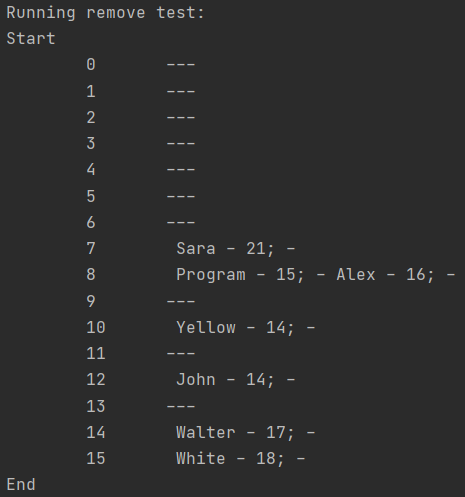 Running remove test:
Start
0 ---
1 ---
2 ---
3 ---
4 ---
5 ---
6 ---
7 Sara - 21; -
8 Program - 15; - Alex - 16; -
9 ---
10 Yellow - 14; -
11 ---
12 John - 14; -
13 ---
14 Walter - 17; -
15 White - 18; -
End